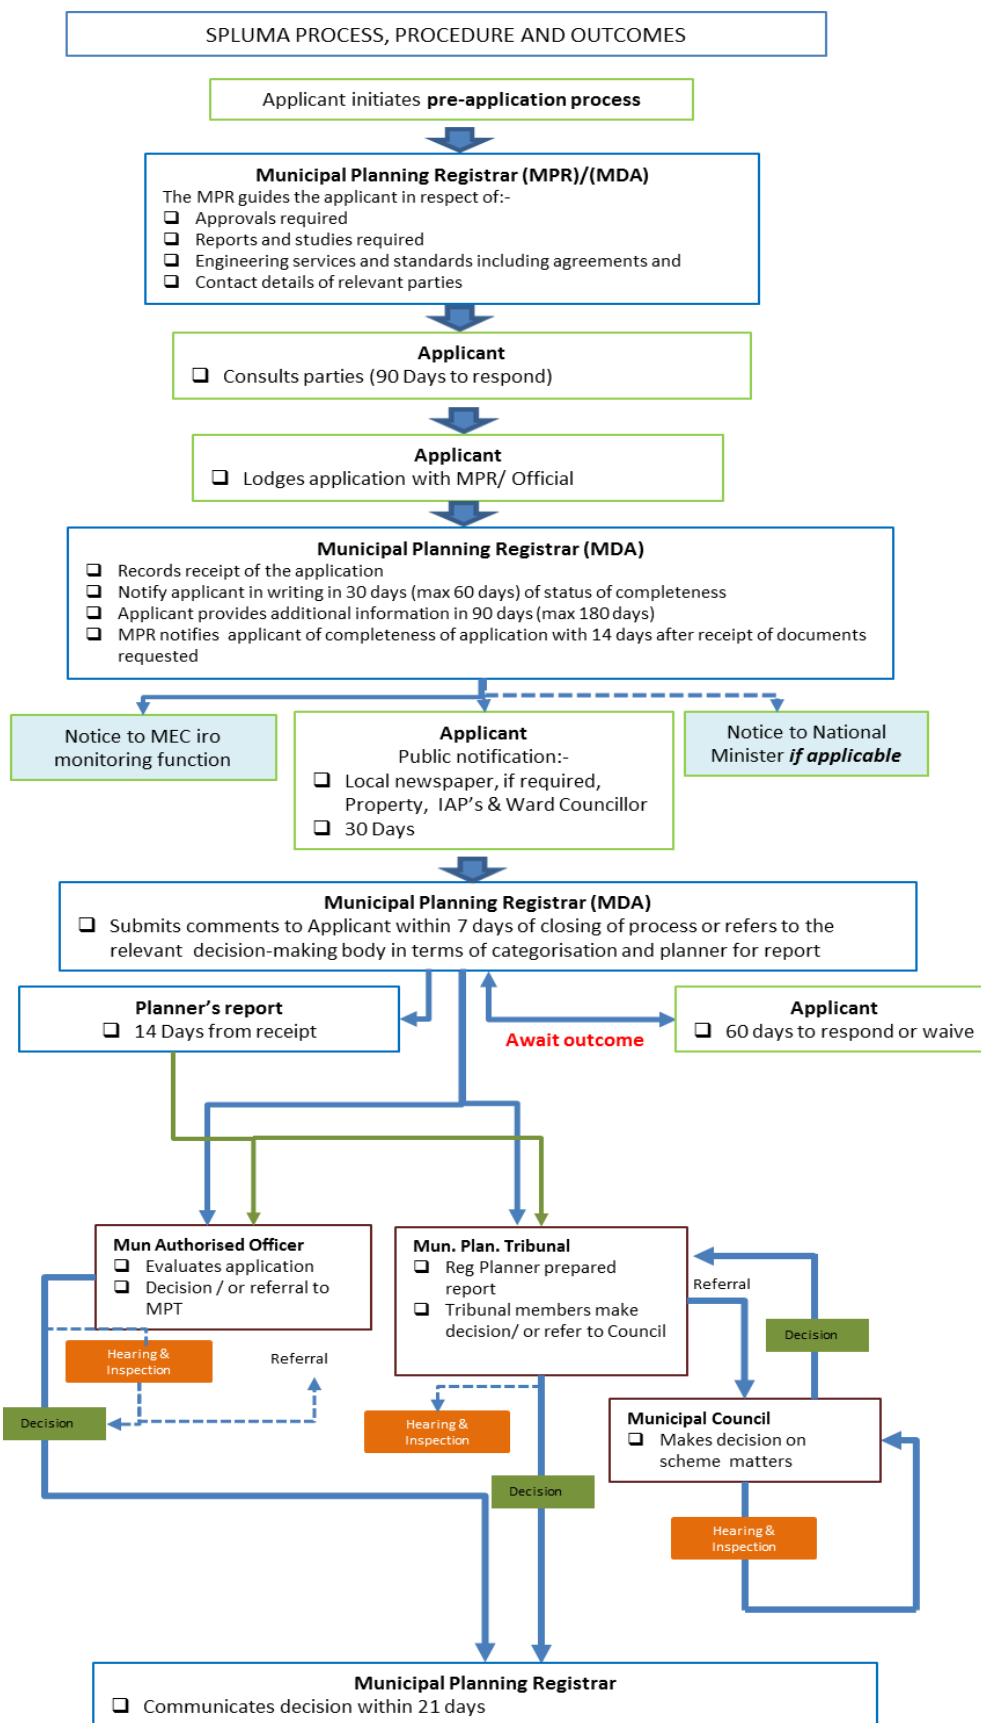 SPLUMA PROCESS, PROCEDURE AND OUTCOMES
Applicant initiates pre-application process
Municipal Planning Registrar (MPR)/(MDA)
The MPR guides the applicant in respect of:-
❑ Approvals required
❑ Reports and studies required
❑ Engineering services and standards including agreements and
❑ Contact details of relevant parties
Applicant
❑ Consults parties (90 Days to respond)
Applicant
❑ Lodges application with MPR/ Official
Municipal Planning Registrar (MDA)
❑ Records receipt of the application
❑ Notify applicant in writing in 30 days (max 60 days) of status of completeness
❑ Applicant provides additional information in 90 days (max 180 days)
❑ MPR notifies applicant of completeness of application with 14 days after receipt of documents
requested
Notice to MEC iro
monitoring function
Applicant
Public notification:-
❑ Local newspaper, if required,
Property, IAP's & Ward Councillor
❑ 30 Days
Notice to National
Minister if applicable
Municipal Planning Registrar (MDA)
❑ Submits comments to Applicant within 7 days of closing of process or refers to the
relevant decision-making body in terms of categorisation and planner for report
Planner's report
❑ 14 Days from receipt
Await outcome
Applicant
❑ 60 days to respond or waive
Mun Authorised Officer
❑ Evaluates application
❑ Decision / or referral to
MPT
Mun. Plan. Tribunal
❑ Reg Planner prepared
report
❑ Tribunal members make
decision/ or refer to Council
Referral
Decision
Hearing &
Inspection
Referral
Decision
Hearing &
Inspection
Decision
Municipal Council
❑ Makes decision on
scheme matters
Hearing &
Inspection
Municipal Planning Registrar
❑ Communicates decision within 21 days